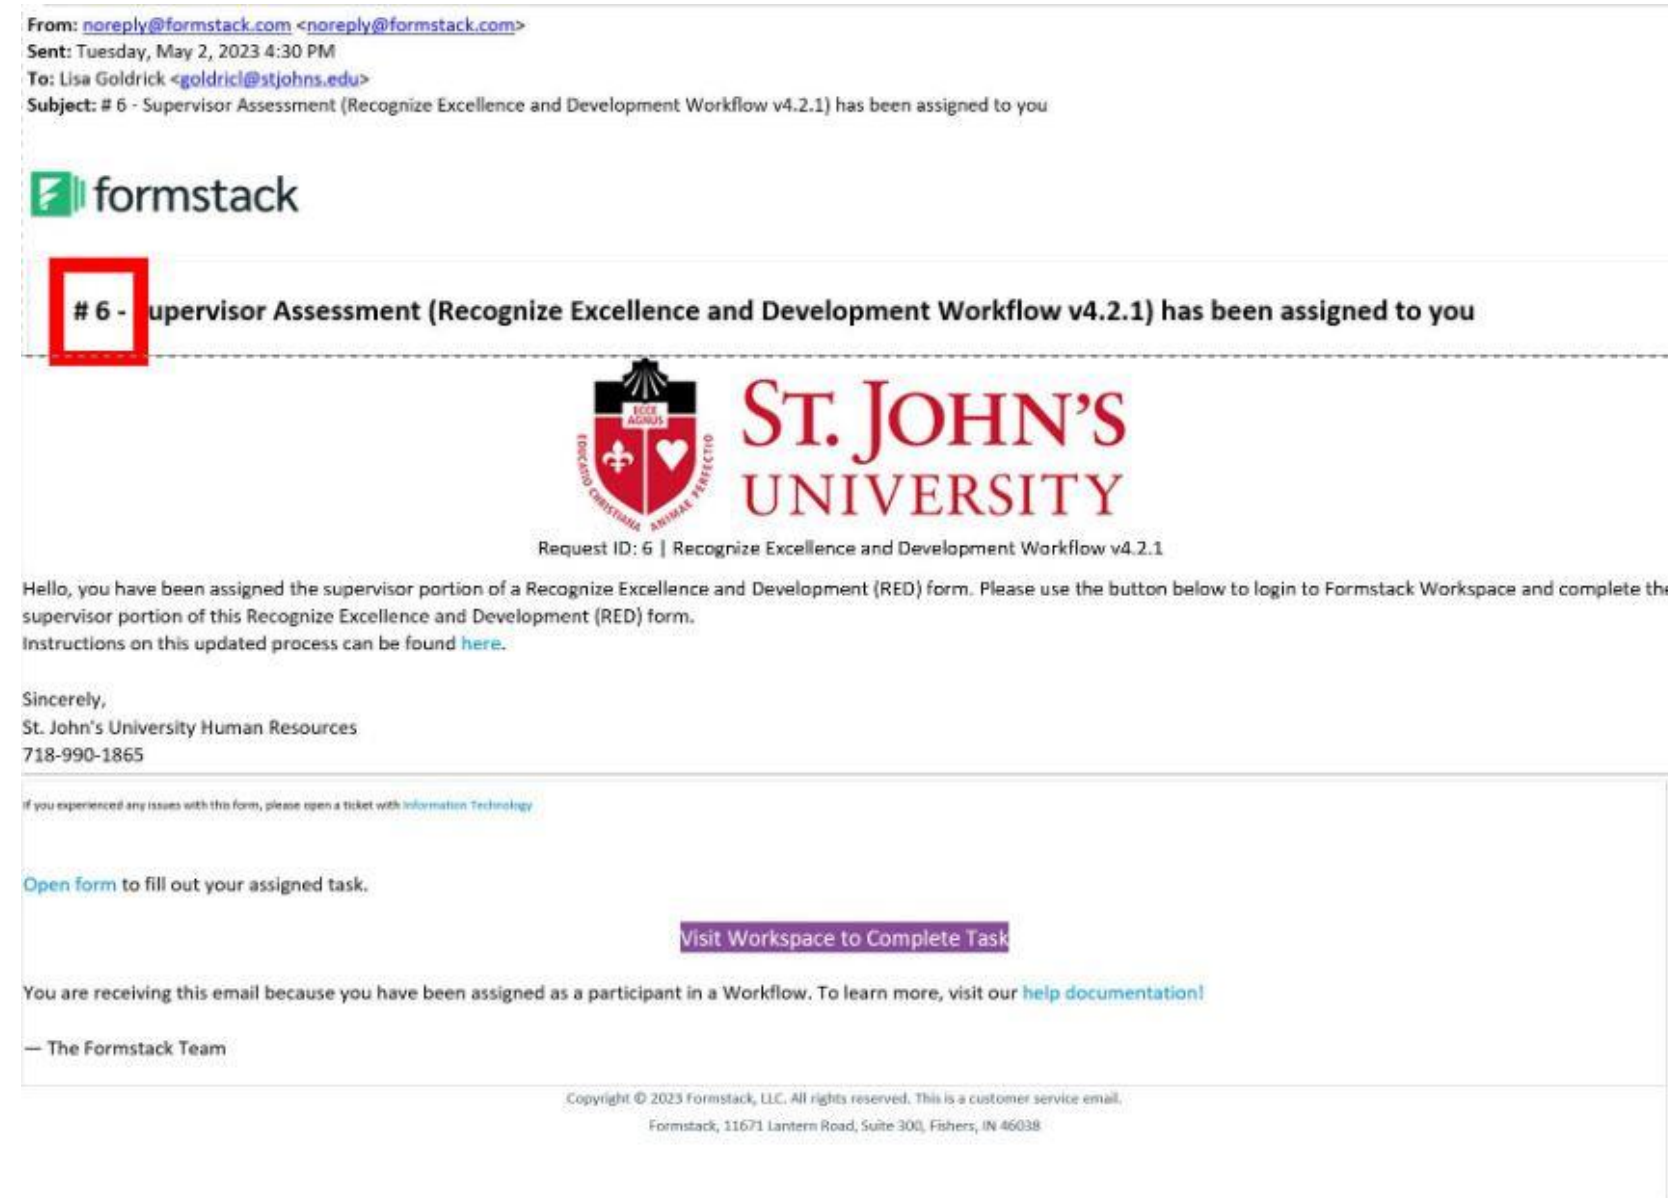 From: noreply@formstack.com <noreply@formstack.com>
Sent: Tuesday, May 2, 2023 4:30 PM
To: Lisa Goldrick <goldricl@stjohns.edu>
Subject: # 6 - Supervisor Assessment (Recognize Excellence and Development Workflow v4.2.1) has been assigned to you
formstack
# 6 - upervisor Assessment (Recognize Excellence and Development Workflow v4.2.1) has been assigned to you
ECCE
AGNUS
EDUCATIO CHRISTIANA ANIMAE PERFECTIO
ST. JOHN'S
UNIVERSITY
Request ID: 6 | Recognize Excellence and Development Workflow v4.2.1
Hello, you have been assigned the supervisor portion of a Recognize Excellence and Development (RED) form. Please use the button below to login to Formstack Workspace and complete the
supervisor portion of this Recognize Excellence and Development (RED) form.
Instructions on this updated process can be found here.
Sincerely,
St. John's University Human Resources
718-990-1865
If you experienced any issues with this form, please open a ticket with Information Technology
Open form to fill out your assigned task.
Visit Workspace to Complete Task
You are receiving this email because you have been assigned as a participant in a Workflow. To learn more, visit our help documentation!
— The Formstack Team
Copyright © 2023 Formstack, LLC. All rights reserved. This is a customer service email.
Formstack, 11671 Lantern Road, Suite 300, Fishers, IN 46038